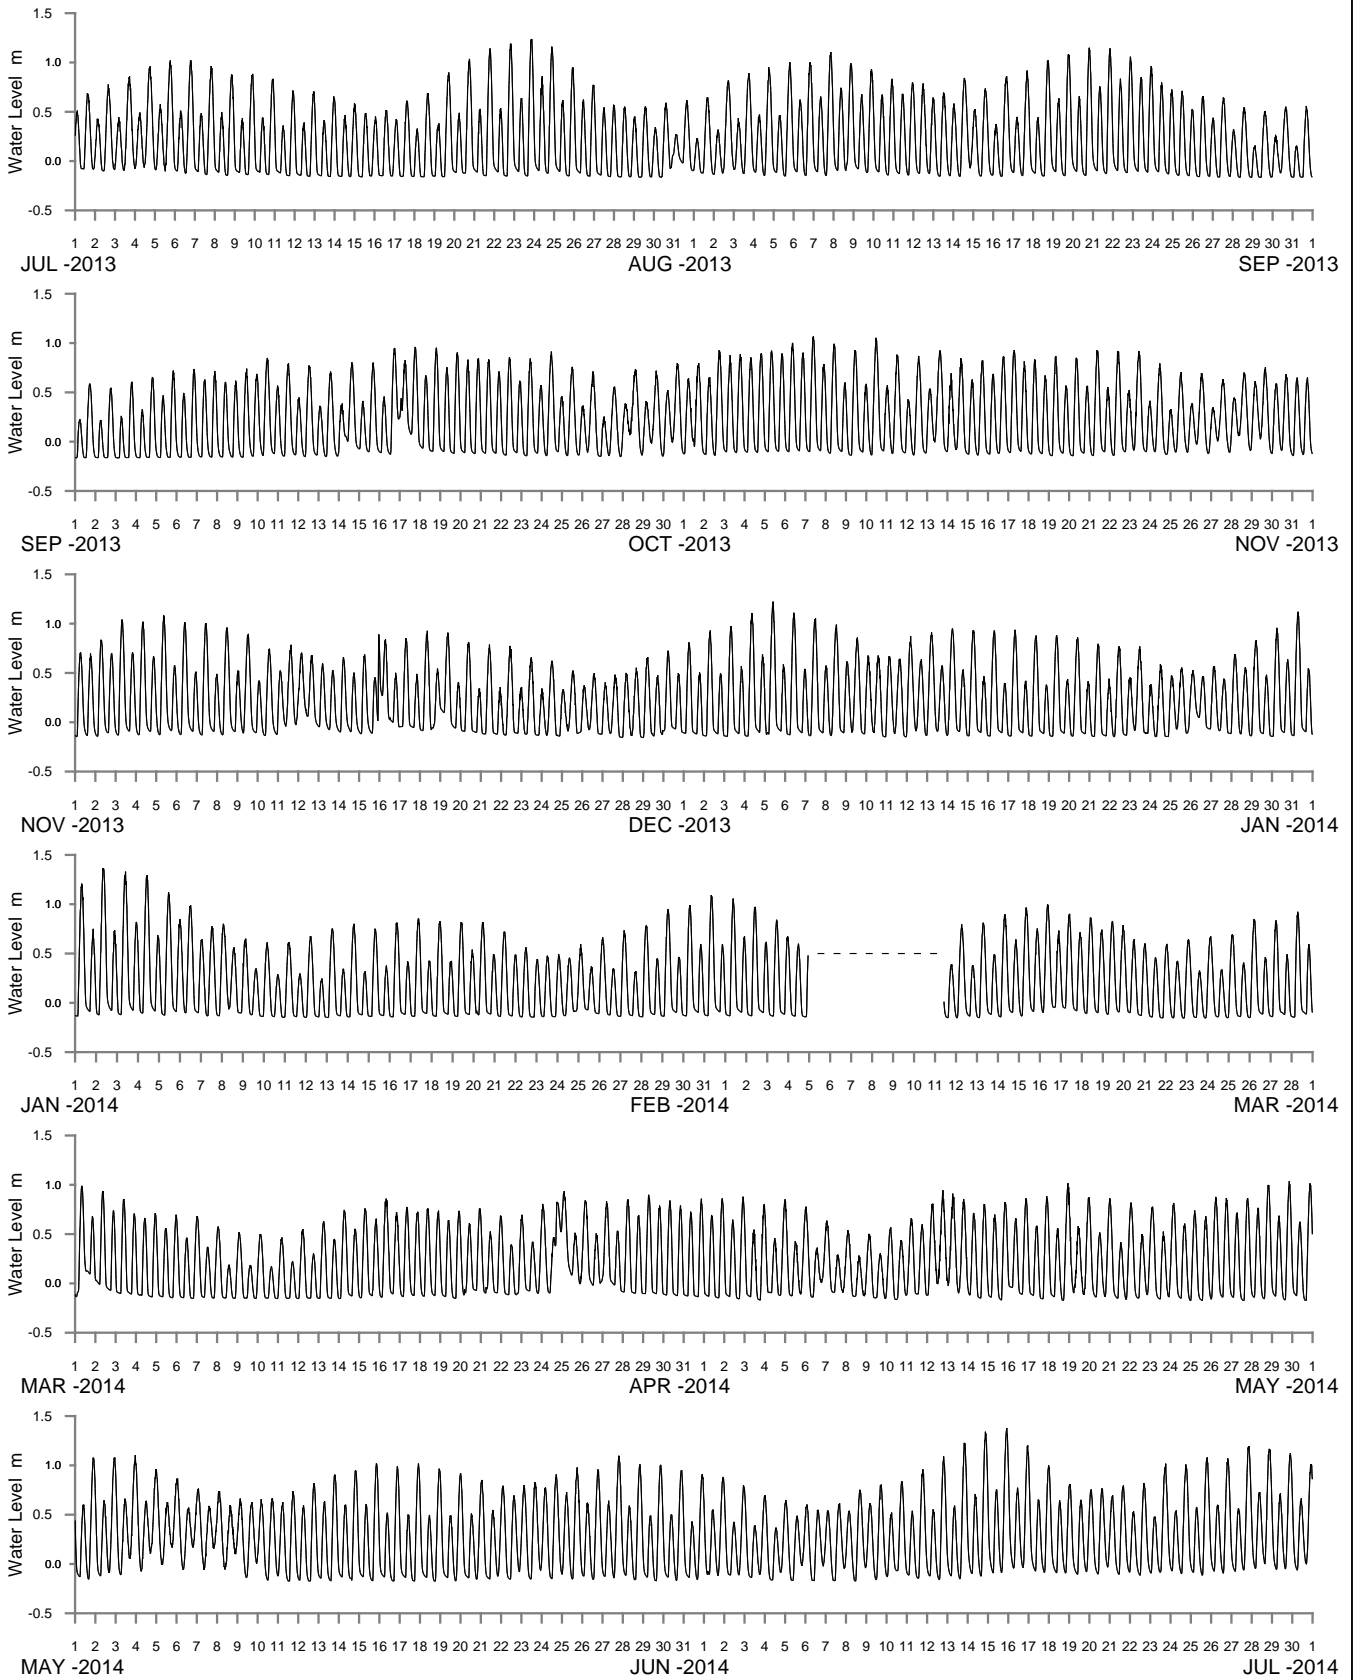 1.5
1.0
0.5
0.0
-0.5
Water Level m
1 2 3 4 5 6 7 8 9 10 11 12 13 14 15 16 17 18 19 20 21 22 23 24 25 26 27 28 29 30 31 1 2 3 4 5 6 7 8 9 10 11 12 13 14 15 16 17 18 19 20 21 22 23 24 25 26 27 28 29 30 31 1
JUL -2013 AUG -2013 SEP -2013
1.5
1.0
0.5
0.0
-0.5
Water Level m
1 2 3 4 5 6 7 8 9 10 11 12 13 14 15 16 17 18 19 20 21 22 23 24 25 26 27 28 29 30 1 2 3 4 5 6 7 8 9 10 11 12 13 14 15 16 17 18 19 20 21 22 23 24 25 26 27 28 29 30 31 1
SEP -2013 OCT -2013 NOV -2013
1.5
1.0
0.5
0.0
-0.5
Water Level m
1 2 3 4 5 6 7 8 9 10 11 12 13 14 15 16 17 18 19 20 21 22 23 24 25 26 27 28 29 30 1 2 3 4 5 6 7 8 9 10 11 12 13 14 15 16 17 18 19 20 21 22 23 24 25 26 27 28 29 30 31 1
NOV -2013 DEC -2013 JAN -2014
1.5
1.0
0.5
0.0
-0.5
Water Level m
1 2 3 4 5 6 7 8 9 10 11 12 13 14 15 16 17 18 19 20 21 22 23 24 25 26 27 28 29 30 31 1 2 3 4 5 6 7 8 9 10 11 12 13 14 15 16 17 18 19 20 21 22 23 24 25 26 27 28 1
JAN -2014 FEB -2014 MAR -2014
1.5
1.0
0.5
0.0
-0.5
Water Level m
1 2 3 4 5 6 7 8 9 10 11 12 13 14 15 16 17 18 19 20 21 22 23 24 25 26 27 28 29 30 31 1 2 3 4 5 6 7 8 9 10 11 12 13 14 15 16 17 18 19 20 21 22 23 24 25 26 27 28 29 30 1
MAR -2014 APR -2014 MAY -2014
1.5
1.0
0.5
0.0
-0.5
Water Level m
1 2 3 4 5 6 7 8 9 10 11 12 13 14 15 16 17 18 19 20 21 22 23 24 25 26 27 28 29 30 31 1 2 3 4 5 6 7 8 9 10 11 12 13 14 15 16 17 18 19 20 21 22 23 24 25 26 27 28 29 30 1
MAY -2014 JUN -2014 JUL -2014